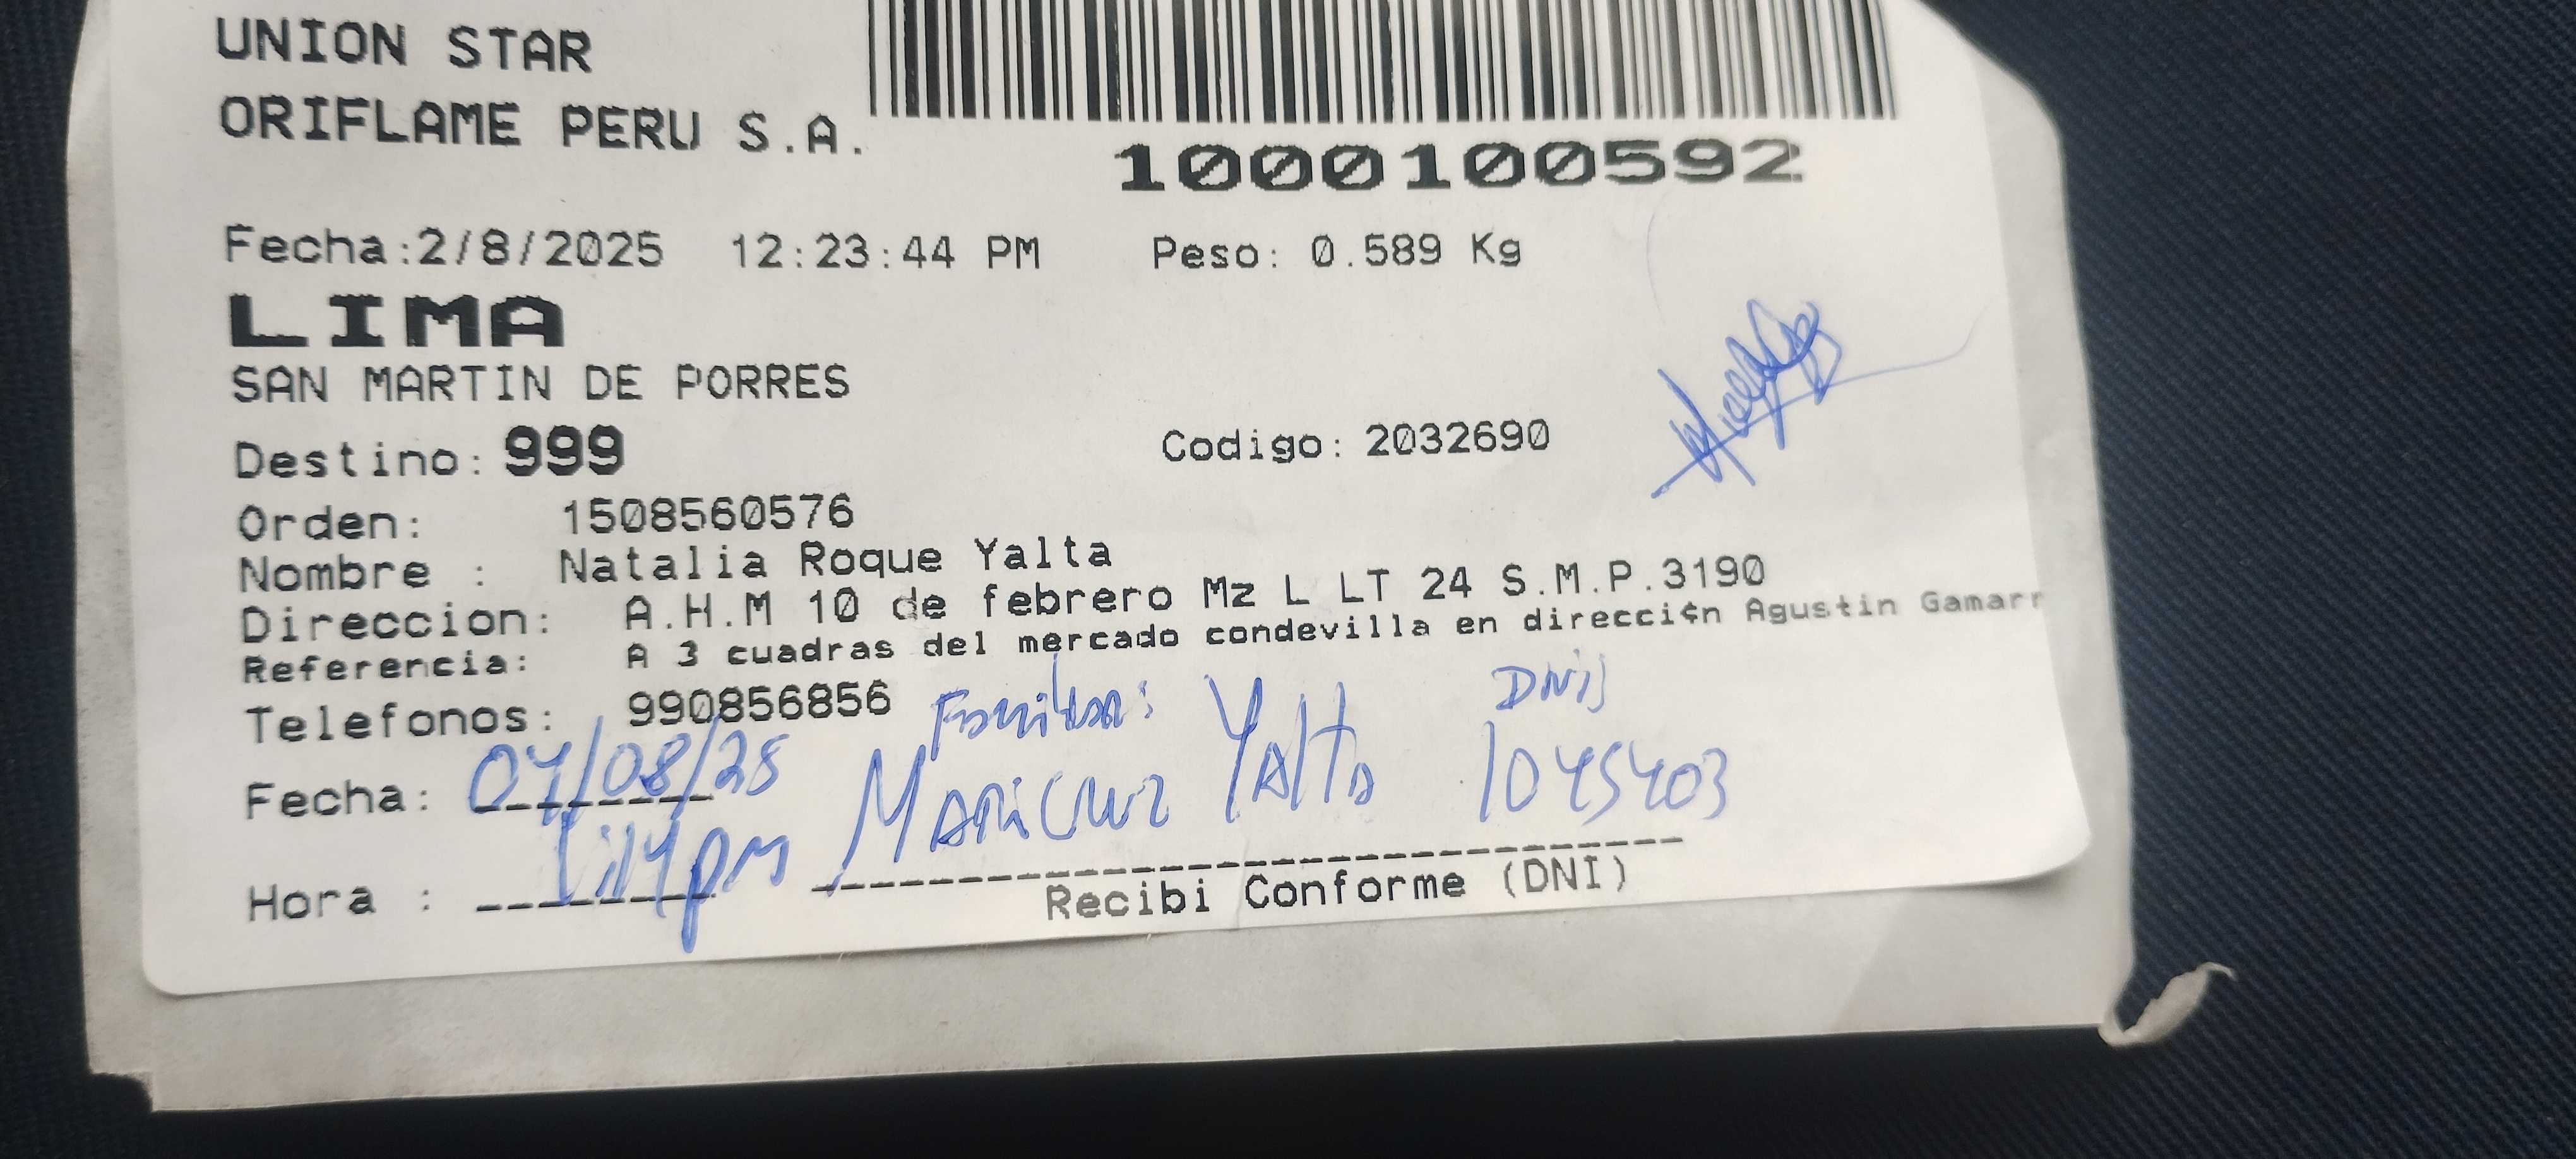 UNION STAR
ORIFLAME PERU S.A.
1000100592
Fecha:2/8/2025 12:23:44 PM Peso: 0.589 Kg
LIMA
SAN MARTIN DE PORRES
Destino: 999 Codigo: 2032690
Orden: 1508560576
Nombre : Natalia Roque Yalta
Direccion: A.H.M 10 de febrero Mz L LT 24 S.M.P.3190
Referencia: A 3 cuadras del mercado condevilla en direcci¢n Agustin Gamarr
Telefonos: 990856856
DNI
Fecha: 04/08/25 Maricruz Yalta 1045403
Hora : 1:14pm
Recibi Conforme (DNI)